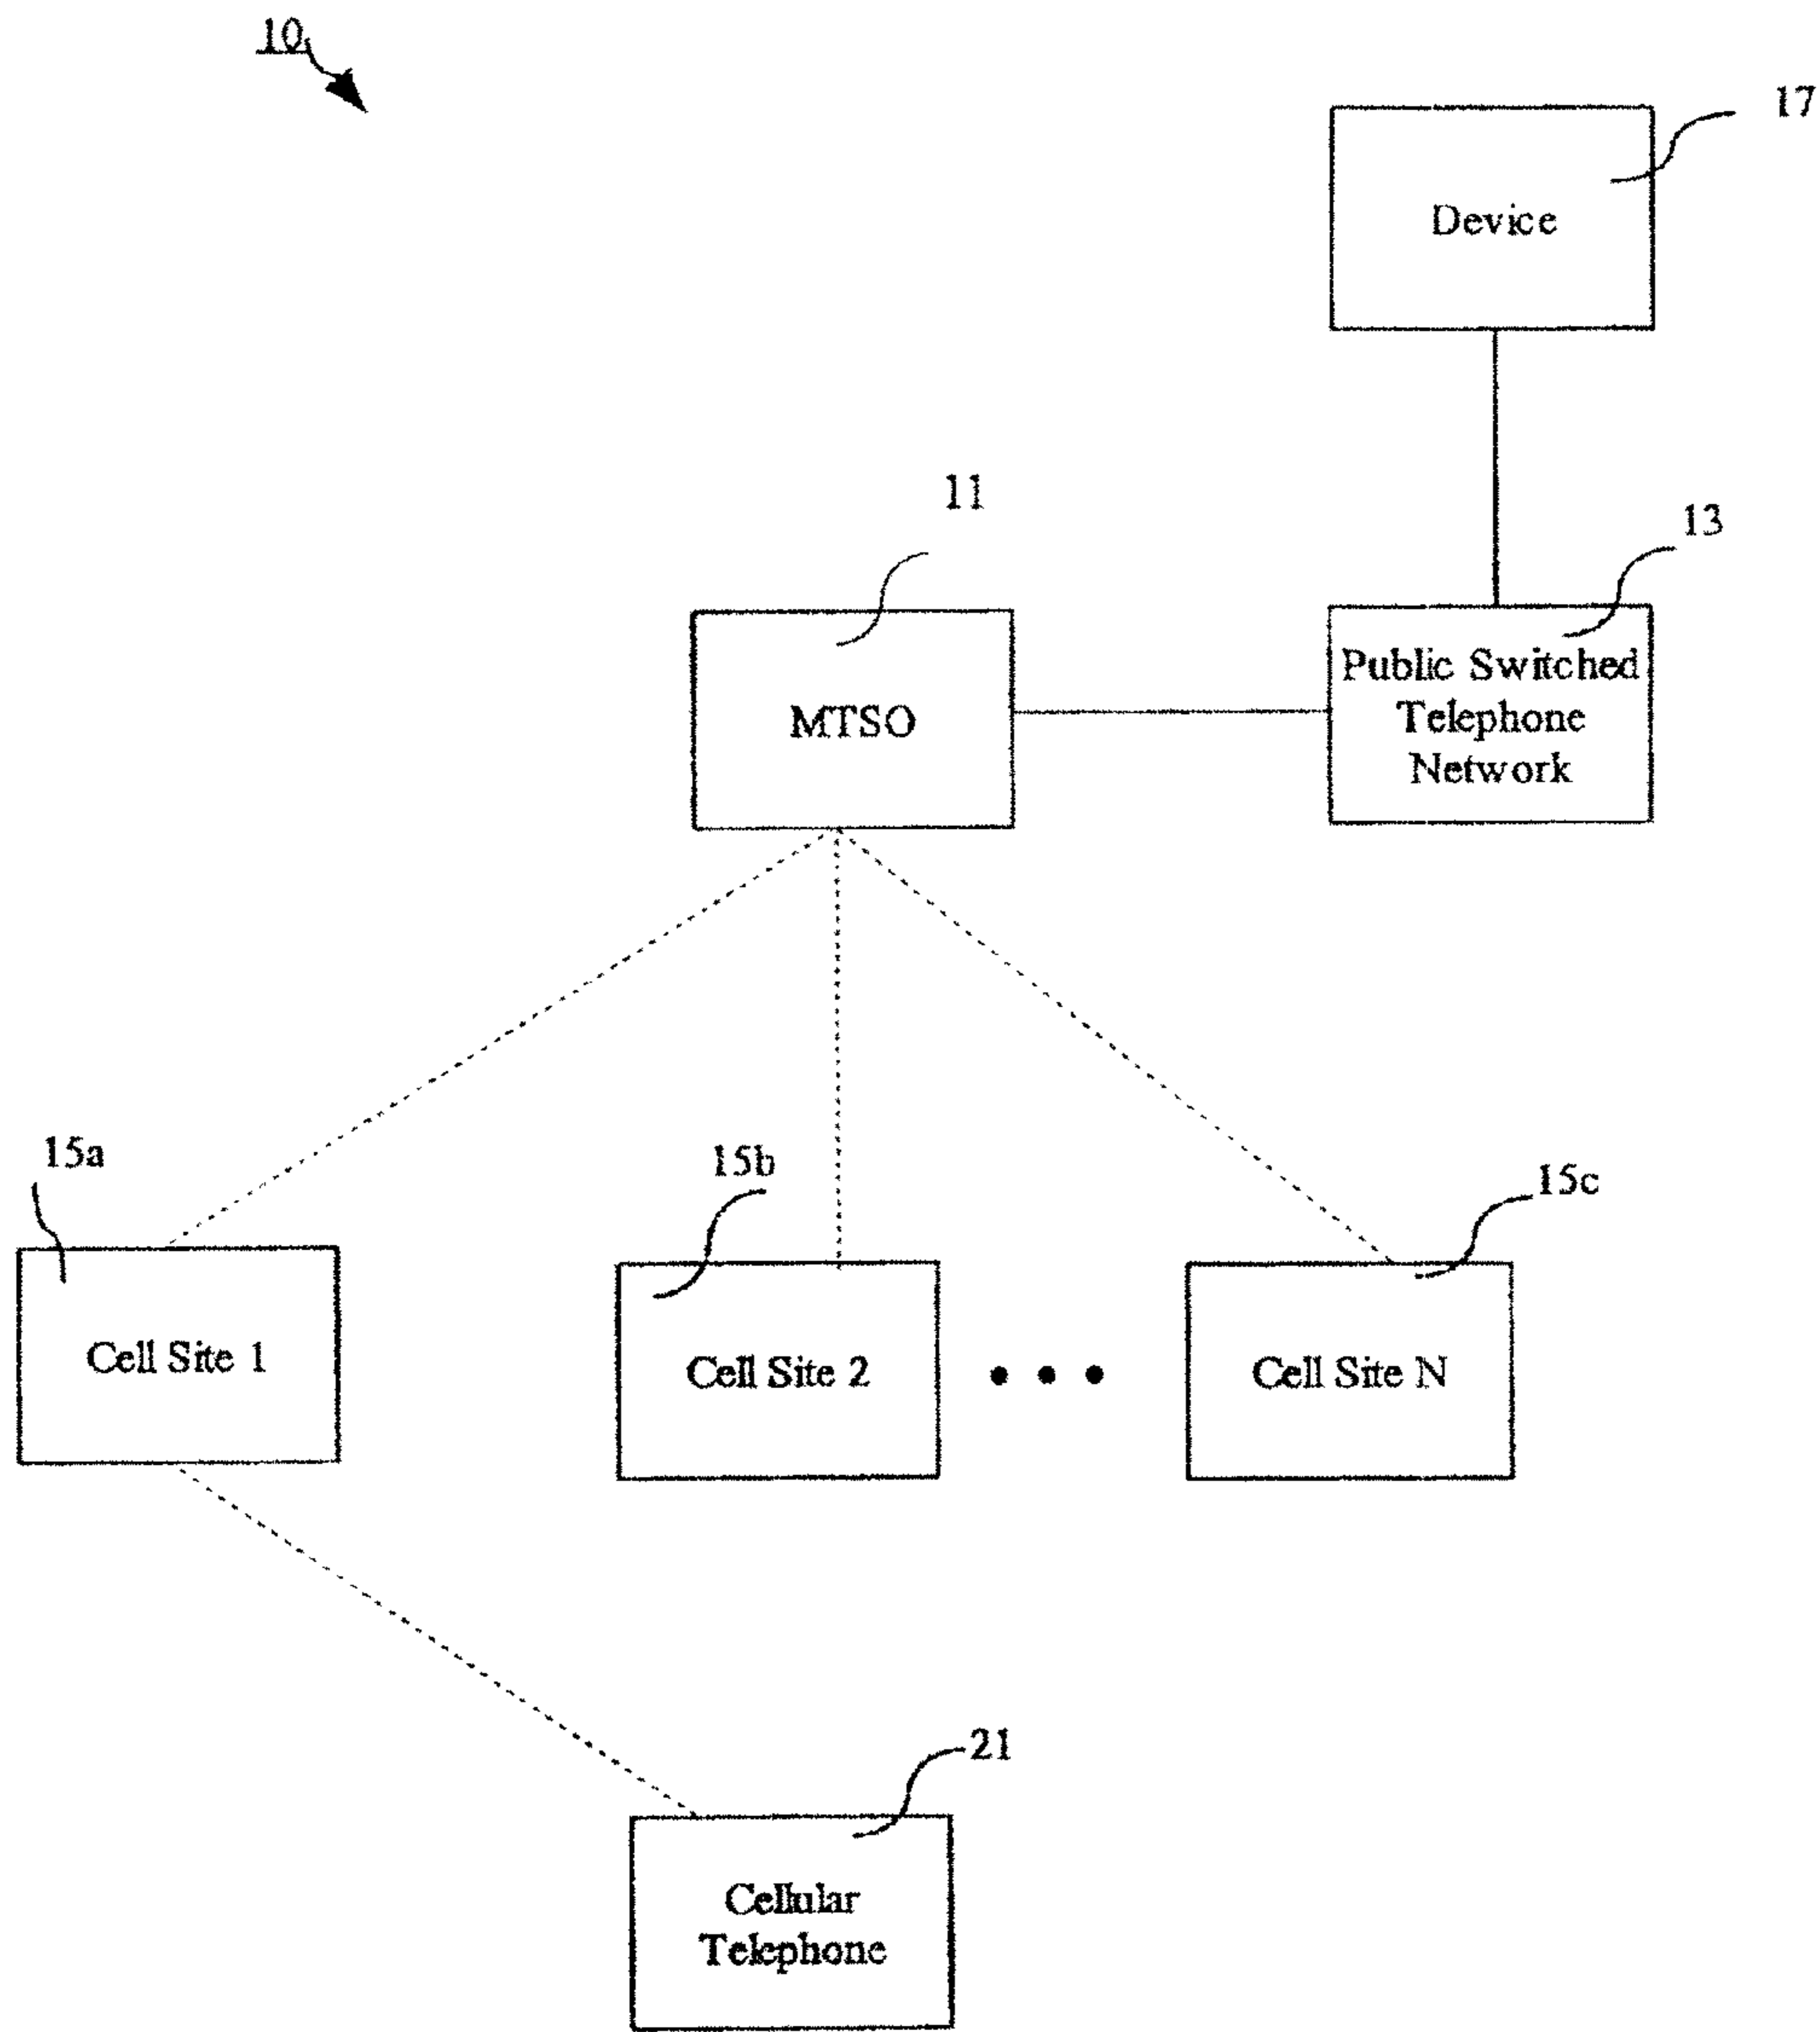 10
17
Device
11
13
MTSO
Public Switched
Telephone
Network
15a
15b
15c
Cell Site 1
Cell Site 2
Cell Site N
21
Cellular
Telephone